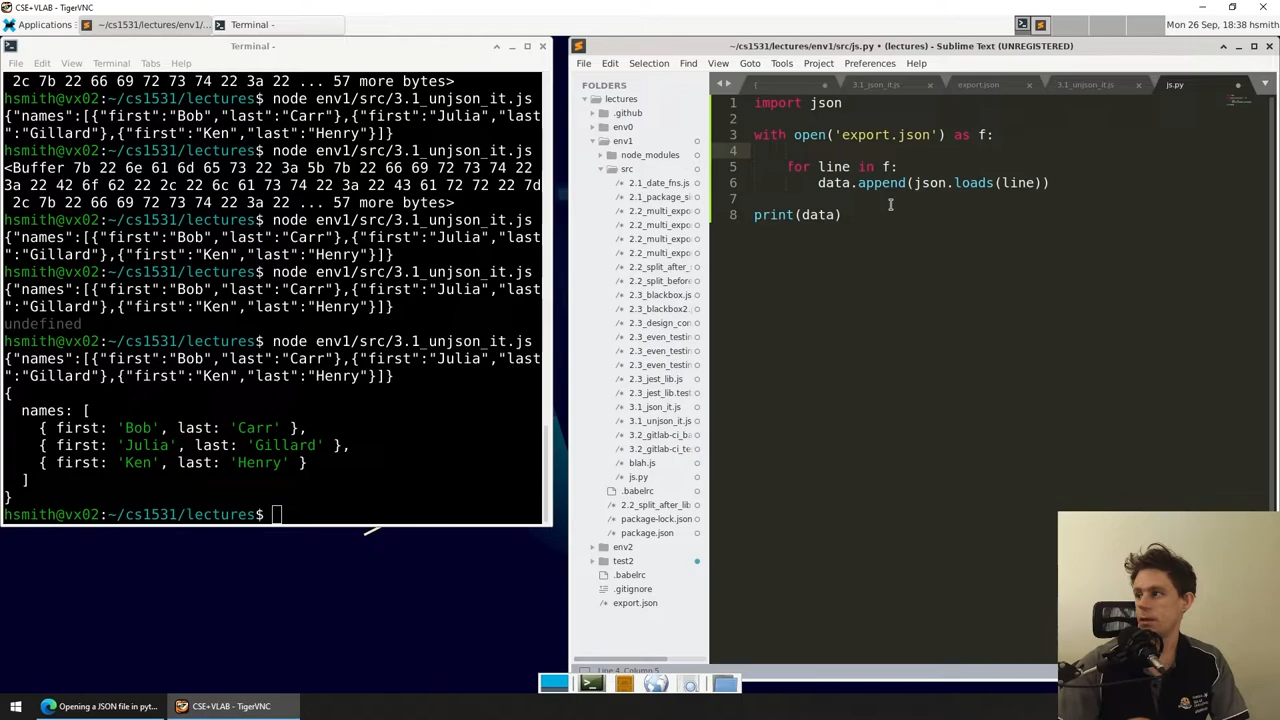 CSE+VLAB - TigerVNC
Applications
~/cs1531/lectures/env1/...
Terminal -
Mon 26 Sep, 18:38 hsmith
Terminal -
File Edit View Terminal Tabs Help
2c 7b 22 66 69 72 73 74 22 3a 22 ... 57 more bytes>
hsmith@vx02:~/cs1531/lectures$ node env1/src/3.1_unjson_it.js
{"names":[{"first":"Bob","last":"Carr"},{"first":"Julia","last
":"Gillard"},{"first":"Ken","last":"Henry"}]}
hsmith@vx02:~/cs1531/lectures$ node env1/src/3.1_unjson_it.js
<Buffer 7b 22 6e 61 6d 65 73 22 3a 5b 7b 22 66 69 72 73 74 22
3a 22 42 6f 62 22 2c 22 6c 61 73 74 22 3a 22 43 61 72 72 22 7d
2c 7b 22 66 69 72 73 74 22 3a 22 ... 57 more bytes>
hsmith@vx02:~/cs1531/lectures$ node env1/src/3.1_unjson_it.js
{"names":[{"first":"Bob","last":"Carr"},{"first":"Julia","last
":"Gillard"},{"first":"Ken","last":"Henry"}]}
hsmith@vx02:~/cs1531/lectures$ node env1/src/3.1_unjson_it.js
{"names":[{"first":"Bob","last":"Carr"},{"first":"Julia","last
":"Gillard"},{"first":"Ken","last":"Henry"}]}
undefined
hsmith@vx02:~/cs1531/lectures$ node env1/src/3.1_unjson_it.js
{"names":[{"first":"Bob","last":"Carr"},{"first":"Julia","last
":"Gillard"},{"first":"Ken","last":"Henry"}]}
{
names: [
{ first: 'Bob', last: 'Carr' },
{ first: 'Julia', last: 'Gillard' },
{ first: 'Ken', last: 'Henry' }
]
}
hsmith@vx02:~/cs1531/lectures$
~/cs1531/lectures/env1/src/js.py • (lectures) - Sublime Text (UNREGISTERED)
File Edit Selection Find View Goto Tools Project Preferences Help
FOLDERS
lectures
.github
env0
env1
node_modules
src
2.1_date_fns.js
2.1_package_si
2.2_multi_expo
2.2_multi_expo
2.2_multi_expo
2.2_multi_expo
2.2_split_after_
2.2_split_before
2.3_blackbox.js
2.3_blackbox2.
2.3_design_con
2.3_even_testin
2.3_even_testin
2.3_even_testin
2.3_jest_lib.js
2.3_jest_lib.test
3.1_json_it.js
3.1_unjson_it.js
3.2_gitlab-ci_ba
3.2_gitlab-ci_te
blah.js
js.py
.babelrc
2.2_split_after_lib
package-lock.json
package.json
env2
test2
.babelrc
.gitignore
export.json
{
3.1_json_it.js
export.json
3.1_unjson_it.js
js.py
1 import json
2
3 with open('export.json') as f:
4
5 for line in f:
6 data.append(json.loads(line))
7
8 print(data)
Line 4, Column 5
Opening a JSON file in pyt...
CSE+VLAB - TigerVNC